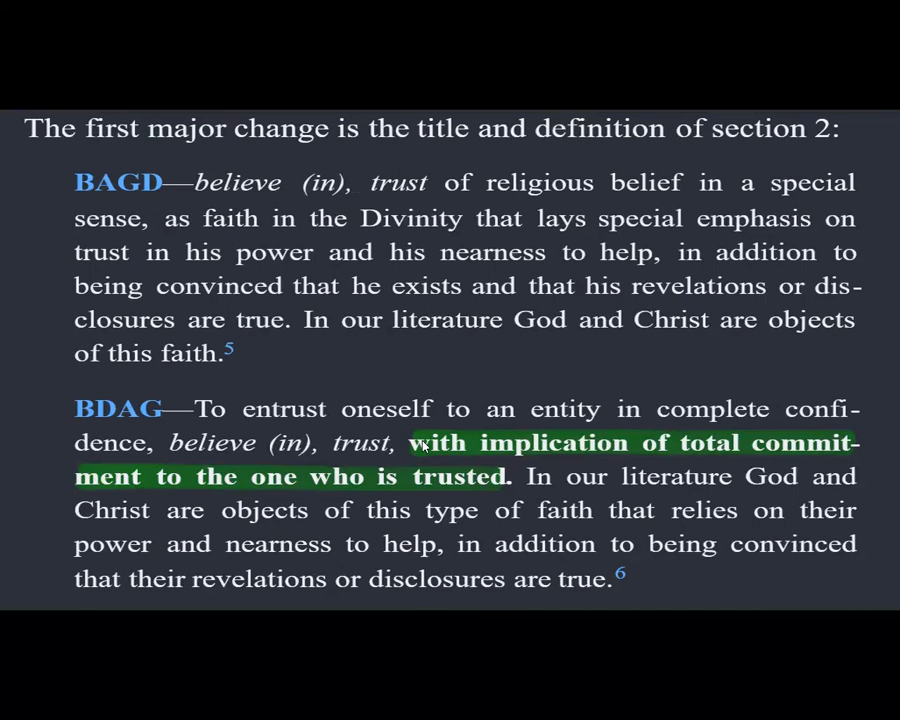 The first major change is the title and definition of section 2:
BAGD—believe (in), trust of religious belief in a special
sense, as faith in the Divinity that lays special emphasis on
trust in his power and his nearness to help, in addition to
being convinced that he exists and that his revelations or dis-
closures are true. In our literature God and Christ are objects
of this faith.5
BDAG—To entrust oneself to an entity in complete confi-
dence, believe (in), trust, with implication of total commit-
ment to the one who is trusted. In our literature God and
Christ are objects of this type of faith that relies on their
power and nearness to help, in addition to being convinced
that their revelations or disclosures are true.6